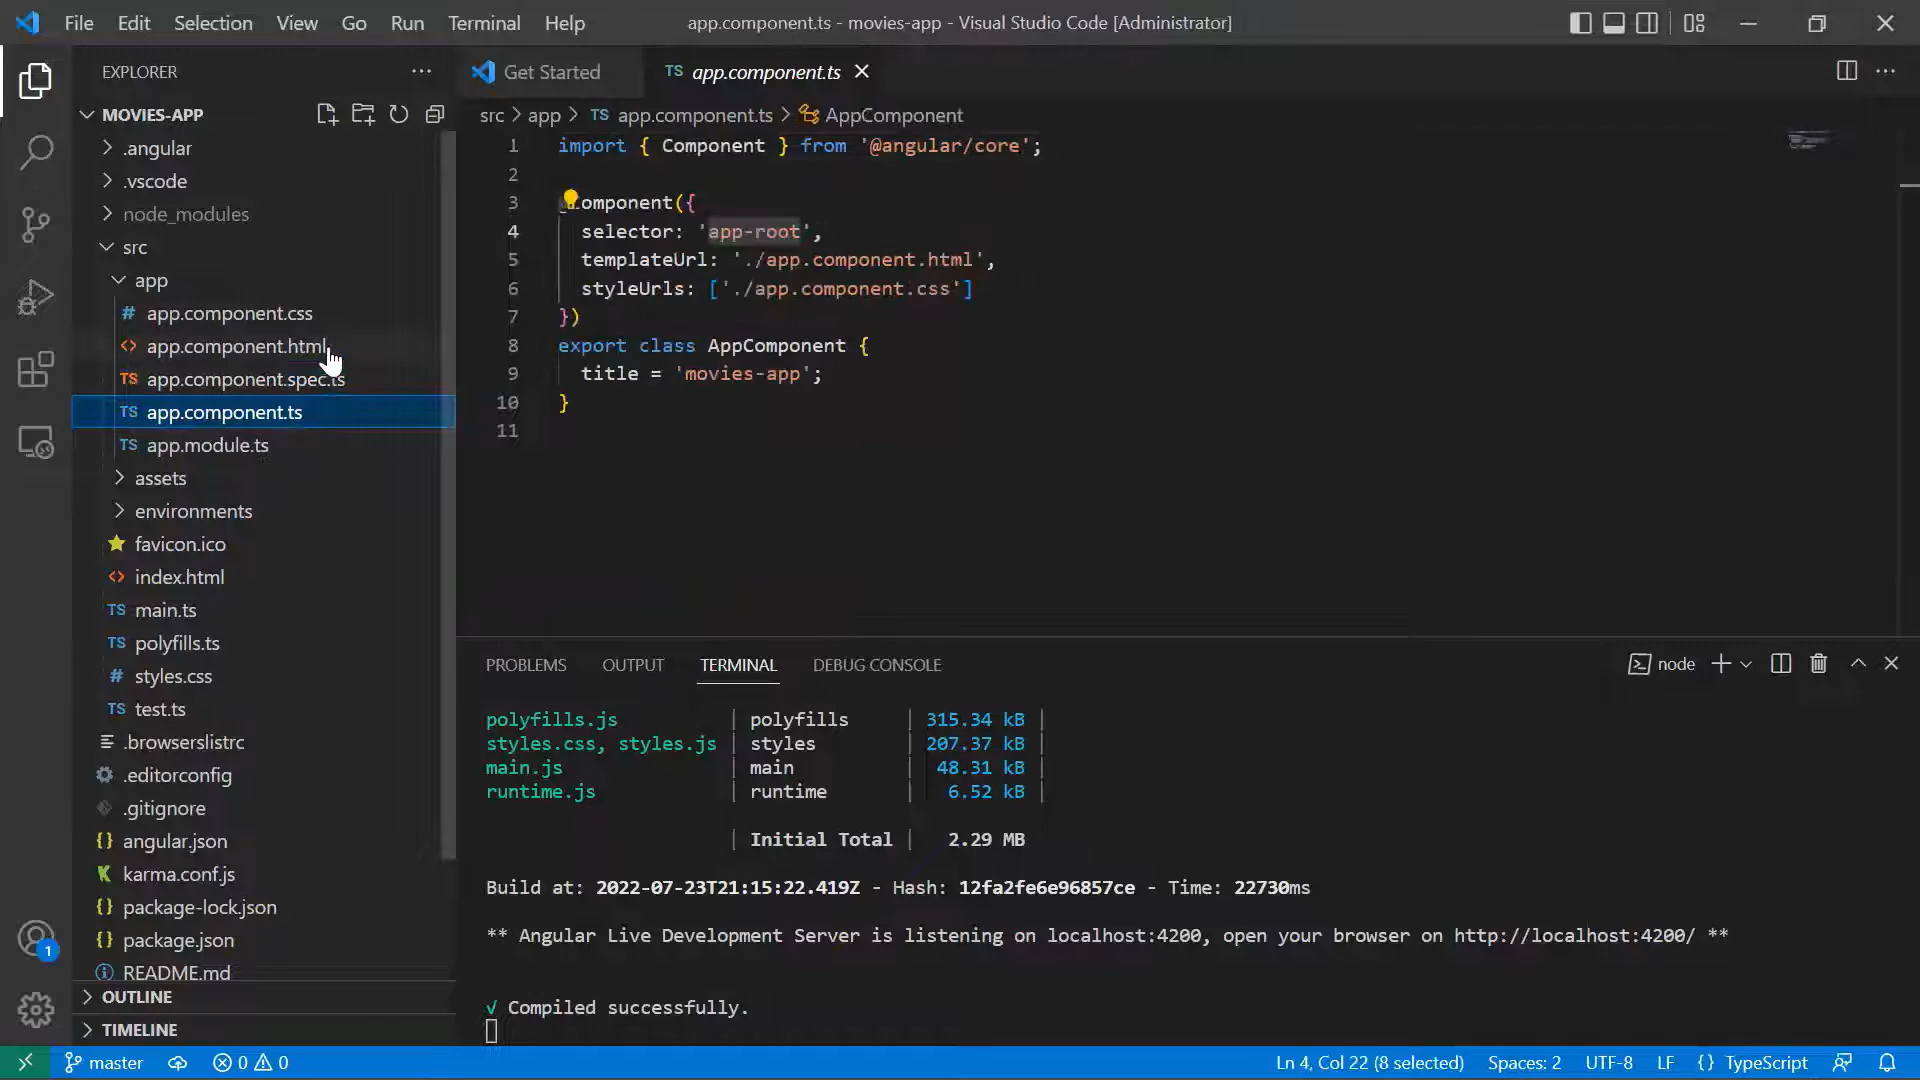 File Edit Selection View Go Run Terminal Help app.component.ts - movies-app - Visual Studio Code [Administrator]
EXPLORER
MOVIES-APP
.angular
.vscode
node_modules
src
app
# app.component.css
<> app.component.html
TS app.component.spec.ts
TS app.component.ts
TS app.module.ts
assets
environments
favicon.ico
<> index.html
TS main.ts
TS polyfills.ts
# styles.css
TS test.ts
.browserslistrc
.editorconfig
.gitignore
{} angular.json
karma.conf.js
{} package-lock.json
{} package.json
README.md
OUTLINE
TIMELINE
1
Get Started TS app.component.ts
src > app > TS app.component.ts > AppComponent
1 import { Component } from '@angular/core';
2
3 omponent({
4 selector: 'app-root',
5 templateUrl: './app.component.html',
6 styleUrls: ['./app.component.css']
7 })
8 export class AppComponent {
9 title = 'movies-app';
10 }
11
PROBLEMS OUTPUT TERMINAL DEBUG CONSOLE node
polyfills.js | polyfills | 315.34 kB |
styles.css, styles.js | styles | 207.37 kB |
main.js | main | 48.31 kB |
runtime.js | runtime | 6.52 kB |
| Initial Total | 2.29 MB
Build at: 2022-07-23T21:15:22.419Z - Hash: 12fa2fe6e96857ce - Time: 22730ms
** Angular Live Development Server is listening on localhost:4200, open your browser on http://localhost:4200/ **
√ Compiled successfully.
master 0 0 Ln 4, Col 22 (8 selected) Spaces: 2 UTF-8 LF {} TypeScript